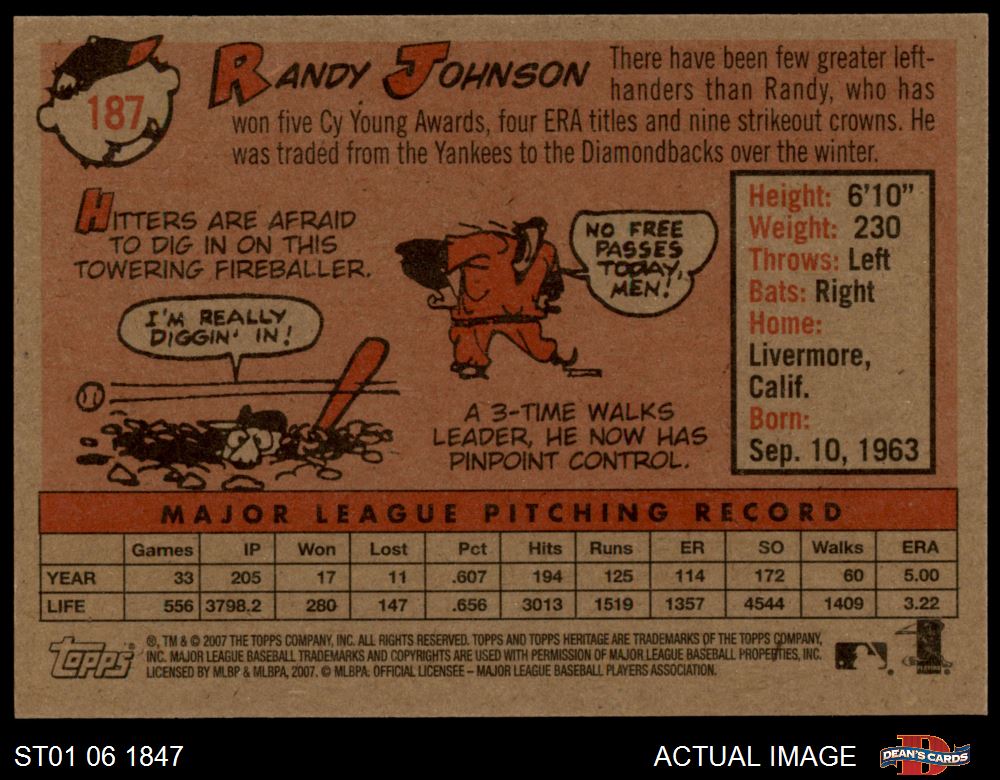 187
RANDY JOHNSON
There have been few greater left-
handers than Randy, who has
won five Cy Young Awards, four ERA titles and nine strikeout crowns. He
was traded from the Yankees to the Diamondbacks over the winter.
HITTERS ARE AFRAID
TO DIG IN ON THIS
TOWERING FIREBALLER.
I'M REALLY
DIGGIN' IN!
NO FREE
PASSES
TODAY,
MEN!
A 3-TIME WALKS
LEADER, HE NOW HAS
PINPOINT CONTROL.
Height: 6'10"
Weight: 230
Throws: Left
Bats: Right
Home:
Livermore,
Calif.
Born:
Sep. 10, 1963
MAJOR LEAGUE PITCHING RECORD
Games IP Won Lost Pct Hits Runs ER SO Walks ERA
YEAR 33 205 17 11 .607 194 125 114 172 60 5.00
LIFE 556 3798.2 280 147 .656 3013 1519 1357 4544 1409 3.22
Topps
®, TM & © 2007 THE TOPPS COMPANY, INC. ALL RIGHTS RESERVED. TOPPS AND TOPPS HERITAGE ARE TRADEMARKS OF THE TOPPS COMPANY,
INC. MAJOR LEAGUE BASEBALL TRADEMARKS AND COPYRIGHTS ARE USED WITH PERMISSION OF MAJOR LEAGUE BASEBALL PROPERTIES, INC.
LICENSED BY MLBP & MLBPA, 2007. © MLBPA. OFFICIAL LICENSEE – MAJOR LEAGUE BASEBALL PLAYERS ASSOCIATION.
ST01 06 1847
ACTUAL IMAGE
DEAN'S CARDS